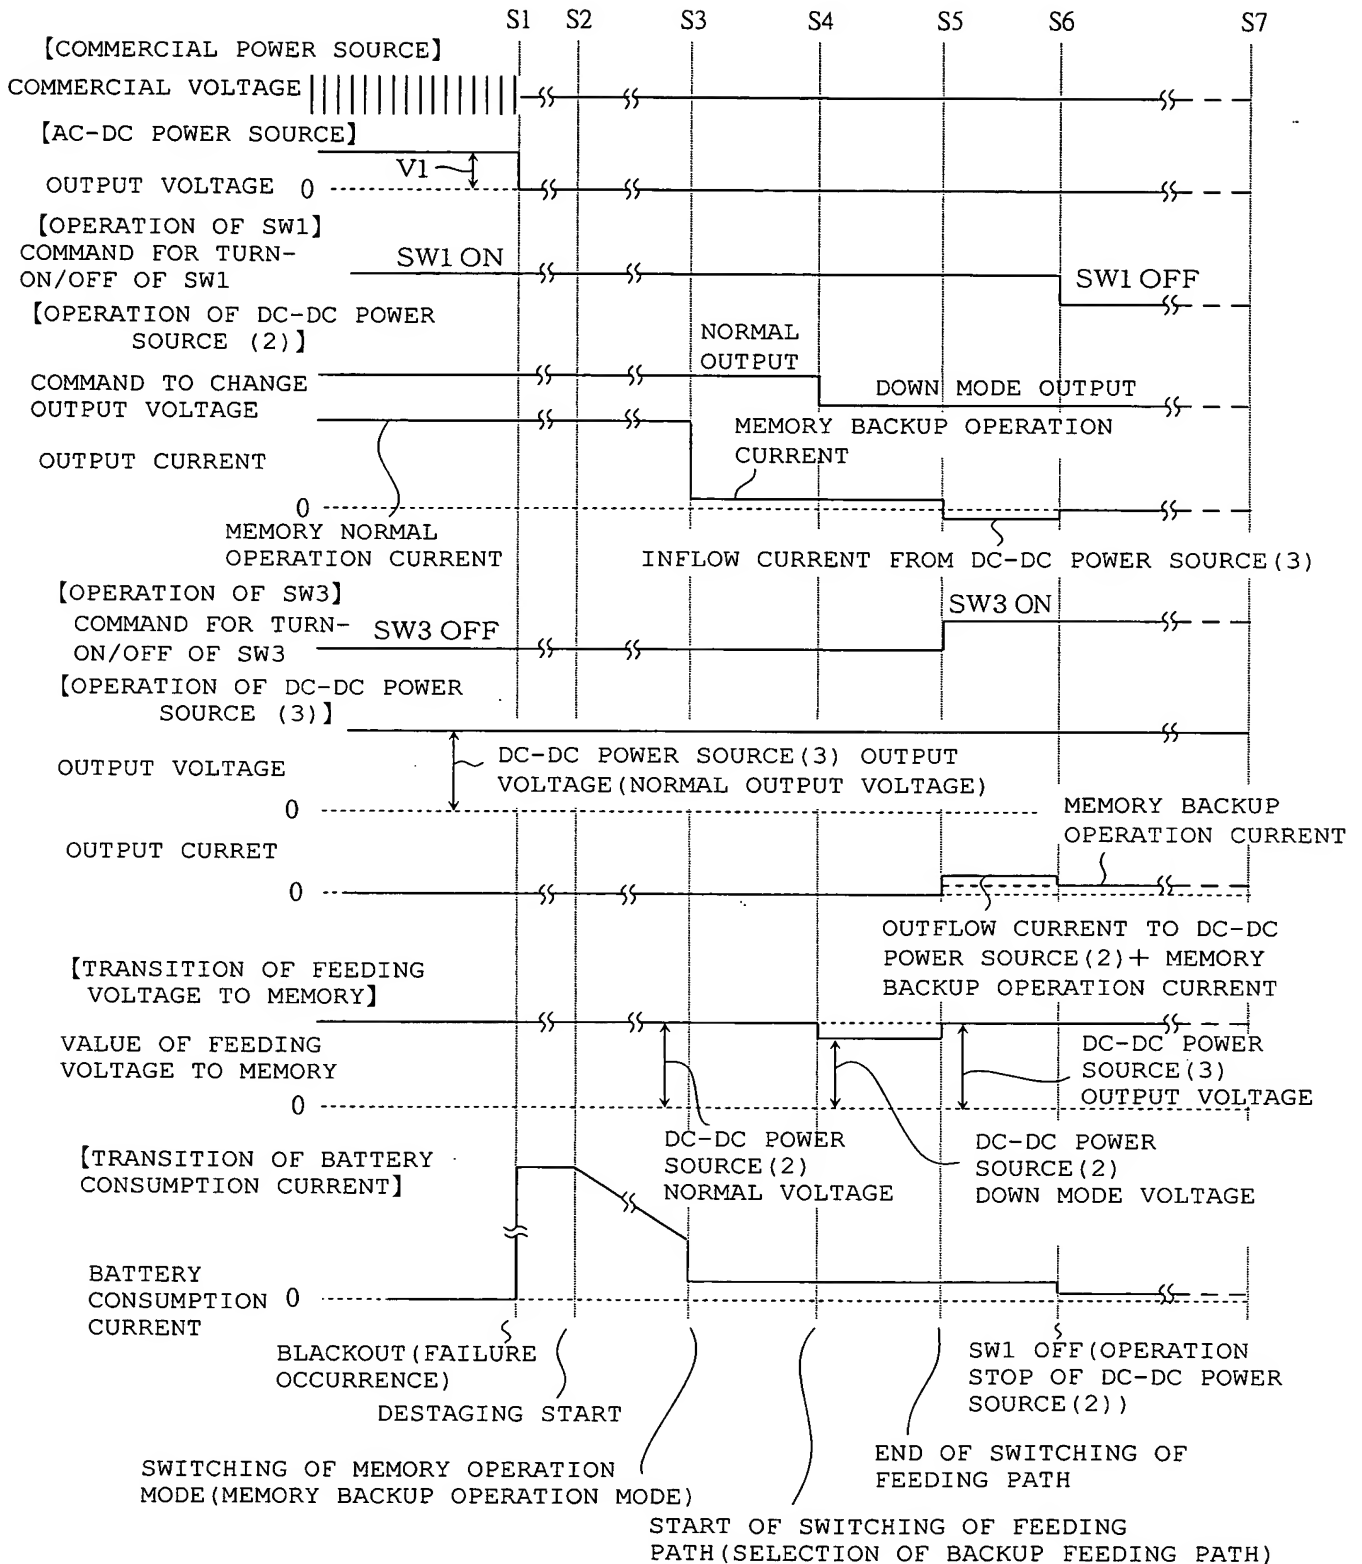 S1 S2 S3 S4 S5 S6 S7
【COMMERCIAL POWER SOURCE】
COMMERCIAL VOLTAGE
【AC-DC POWER SOURCE】
V1
OUTPUT VOLTAGE 0
【OPERATION OF SW1】
COMMAND FOR TURN-
ON/OFF OF SW1
SW1 ON
SW1 OFF
【OPERATION OF DC-DC POWER
SOURCE (2)】
NORMAL
OUTPUT
COMMAND TO CHANGE
OUTPUT VOLTAGE
DOWN MODE OUTPUT
MEMORY BACKUP OPERATION
CURRENT
OUTPUT CURRENT
0
MEMORY NORMAL
OPERATION CURRENT
INFLOW CURRENT FROM DC-DC POWER SOURCE(3)
【OPERATION OF SW3】
COMMAND FOR TURN-
ON/OFF OF SW3
SW3 OFF
SW3 ON
【OPERATION OF DC-DC POWER
SOURCE (3)】
OUTPUT VOLTAGE
DC-DC POWER SOURCE(3) OUTPUT
VOLTAGE(NORMAL OUTPUT VOLTAGE)
0
MEMORY BACKUP
OPERATION CURRENT
OUTPUT CURRET
0
OUTFLOW CURRENT TO DC-DC
POWER SOURCE(2)+ MEMORY
BACKUP OPERATION CURRENT
【TRANSITION OF FEEDING
VOLTAGE TO MEMORY】
VALUE OF FEEDING
VOLTAGE TO MEMORY
0
DC-DC POWER
SOURCE(3)
OUTPUT VOLTAGE
DC-DC POWER
SOURCE(2)
NORMAL VOLTAGE
DC-DC POWER
SOURCE(2)
DOWN MODE VOLTAGE
【TRANSITION OF BATTERY
CONSUMPTION CURRENT】
BATTERY
CONSUMPTION 0
CURRENT
BLACKOUT(FAILURE
OCCURRENCE)
DESTAGING START
SW1 OFF(OPERATION
STOP OF DC-DC POWER
SOURCE(2))
END OF SWITCHING OF
FEEDING PATH
SWITCHING OF MEMORY OPERATION
MODE(MEMORY BACKUP OPERATION MODE)
START OF SWITCHING OF FEEDING
PATH(SELECTION OF BACKUP FEEDING PATH)